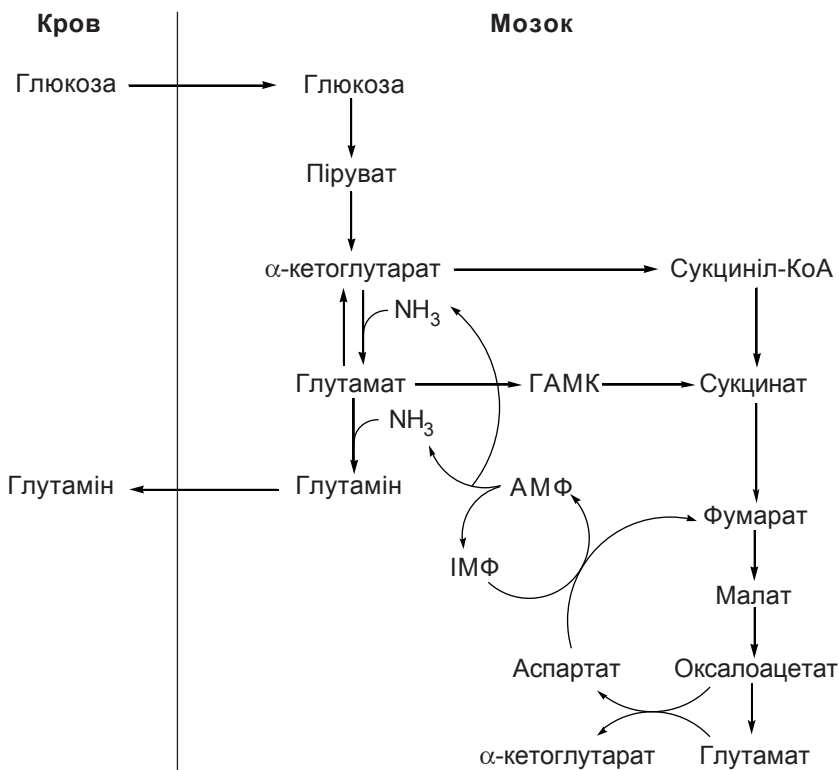 Кров
Мозок
Глюкоза
Глюкоза
Піруват
α-кетоглутарат
Сукциніл-КоА
NH₃
Глутамат
ГАМК
Сукцинат
NH₃
Глутамін
Глутамін
АМФ
Фумарат
ІМФ
Малат
Аспартат
Оксалоацетат
α-кетоглутарат
Глутамат